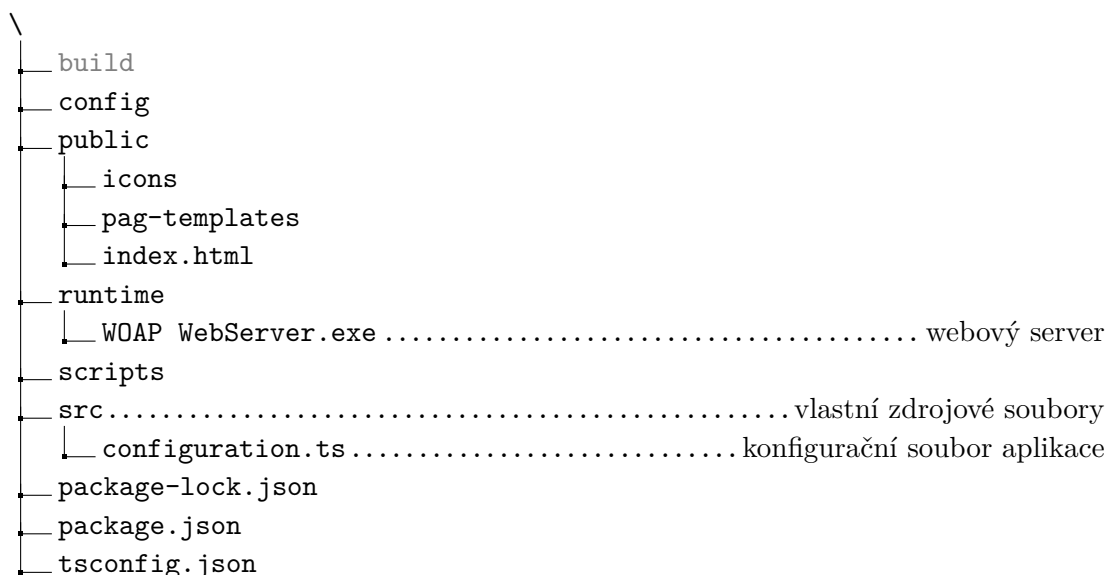 \
build
config
public
icons
pag-templates
index.html
runtime
WOAP WebServer.exe ........................................ webový server
scripts
src................................................... vlastní zdrojové soubory
configuration.ts............................. konfigurační soubor aplikace
package-lock.json
package.json
tsconfig.json